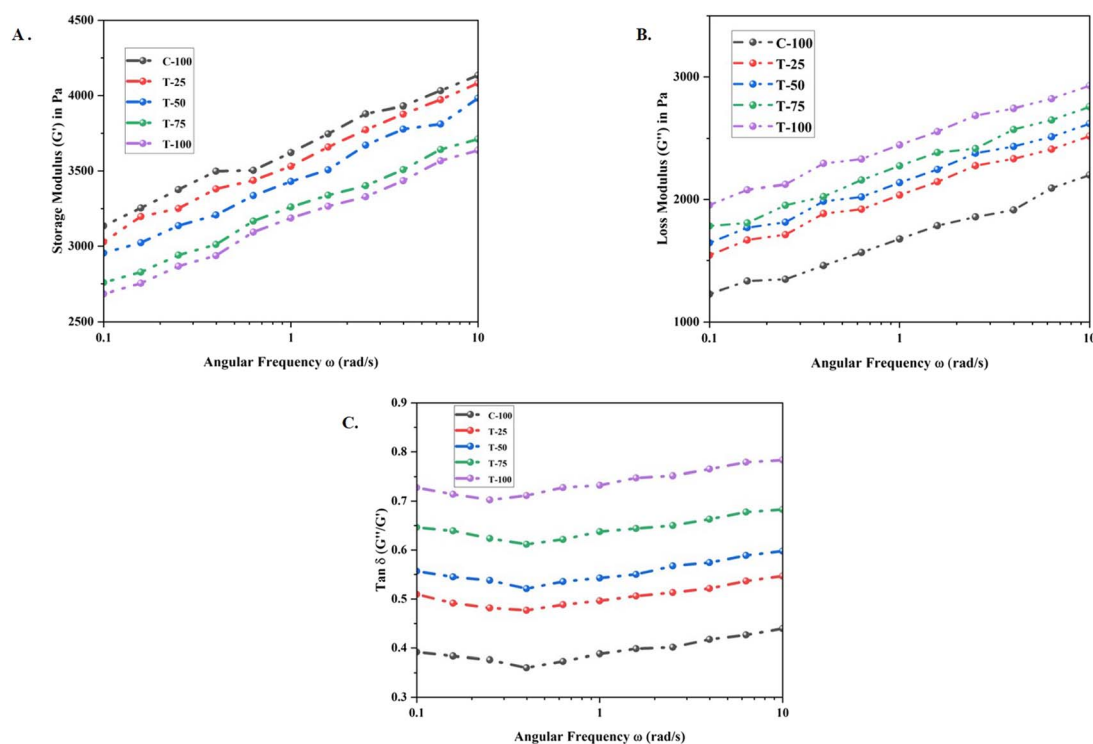 A .
4500
4000
3500
3000
2500
Storage Modulus (G') in Pa
C-100
T-25
T-50
T-75
T-100
0.1
1
10
Angular Frequency ω (rad/s)
B.
3000
2000
1000
Loss Modulus (G'') in Pa
C-100
T-25
T-50
T-75
T-100
0.1
1
10
Angular Frequency ω (rad/s)
C.
0.9
0.8
0.7
0.6
0.5
0.4
0.3
Tan δ (G''/G')
C-100
T-25
T-50
T-75
T-100
0.1
1
10
Angular Frequency ω (rad/s)